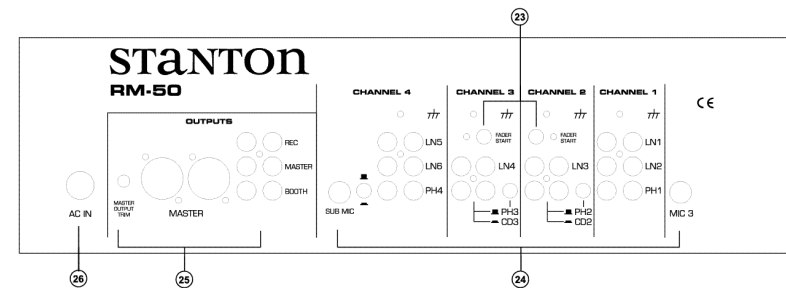 23
STANTON
RM-50
CHANNEL 4
CHANNEL 3
CHANNEL 2
CHANNEL 1
CE
OUTPUTS
REC
MASTER
BOOTH
MASTER OUTPUT TRIM
MASTER
AC IN
LN5
LN6
PH4
SUB MIC
FADER START
LN4
PH3
CD3
FADER START
LN3
PH2
CD2
LN1
LN2
PH1
MIC 3
26
25
24